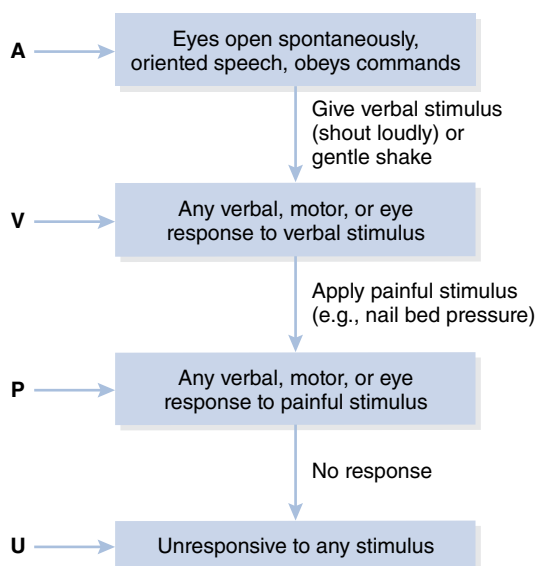 A
Eyes open spontaneously,
oriented speech, obeys commands
Give verbal stimulus
(shout loudly) or
gentle shake
V
Any verbal, motor, or eye
response to verbal stimulus
Apply painful stimulus
(e.g., nail bed pressure)
P
Any verbal, motor, or eye
response to painful stimulus
No response
U
Unresponsive to any stimulus